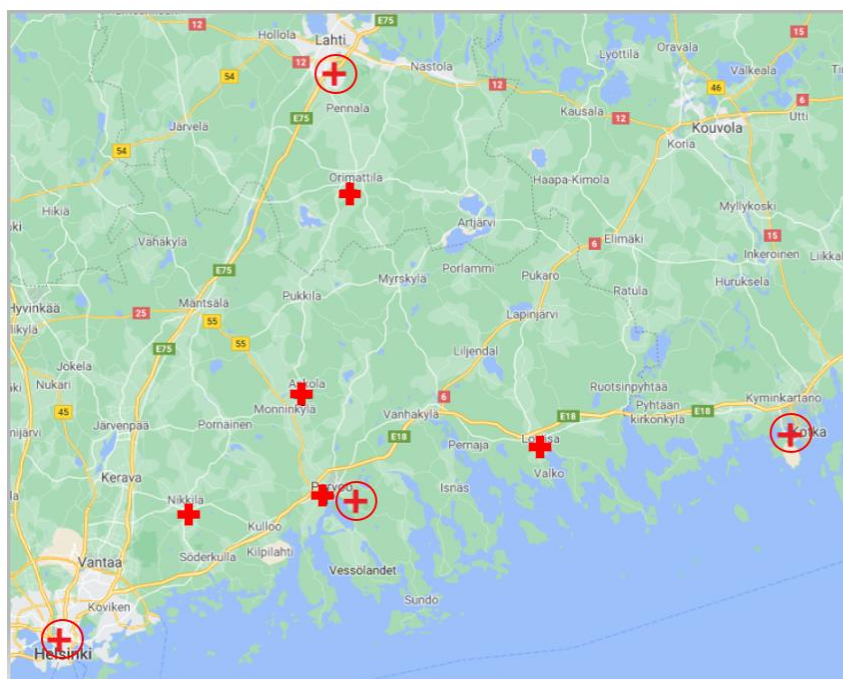 12
Hollola
Lahti
E75
15
Lyöttilä
Oravala
54
12
Nastola
Valkeala
46
6
12
Utti
Kausala
12
Pennala
Kouvola
E75
Koria
Järvelä
54
Orimattila
Haapa-Kimola
Hikiä
Myllykoski
Artjärvi
15
Vähäkylä
6
Elimäki
Inkeroinen
E75
Porlammi
Pukaro
Myrskylä
Huruksela
Ratula
Pukkila
Hyvinkää
Mäntsälä
25
55
Lapinjärvi
55
E75
Liljendal
Jokela
Nukari
Ruotsinpyhtää
6
Kyminkartano
45
Monninkylä
Vanhakylä
Pyhtään
kirkonkylä
E18
E18
Järvenpää
Pornainen
E18
Kotka
Pernaja
Valko
Kerava
Isnäs
Nikkilä
Kulloo
Kilpilahti
Söderkulla
Vantaa
Vessölandet
Koviken
Sundo
Helsinki